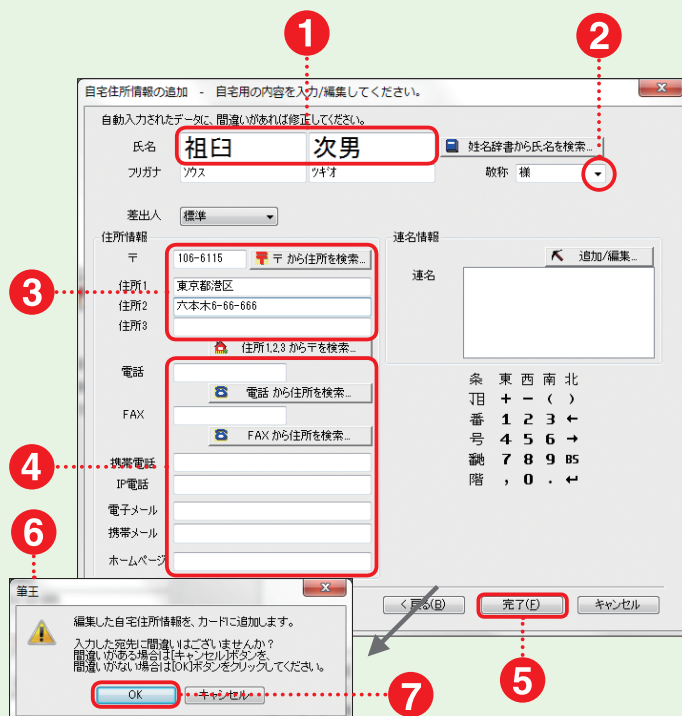 1
2
自宅住所情報の追加 - 自宅用の内容を入力/編集してください。
自動入力されたデータに、間違いがあれば修正してください。
氏名 祖臼 次男 姓名辞書から氏名を検索...
フリガナ ソウス ツギオ 敬称 様
差出人 標準
住所情報
〒 106-6115 〒 から住所を検索...
3
住所1 東京都港区
住所2 六本木6-66-666
住所3
住所1,2,3 から〒を検索...
電話
電話 から住所を検索...
FAX
FAX から住所を検索...
4
携帯電話
IP電話
電子メール
携帯メール
ホームページ
連名情報
追加/編集...
連名
条 東 西 南 北
+ - ( )
番 1 2 3 ←
号 4 5 6 →
7 8 9 BS
階 , 0 . ↵
< 戻る(B) 完了(F) キャンセル
5
6
筆王
編集した自宅住所情報を、カードに追加します。
入力した宛先に間違いはございませんか?
間違いがある場合は[キャンセル]ボタンを、
間違いがない場合は[OK]ボタンをクリックしてください。
OK キャンセル
7